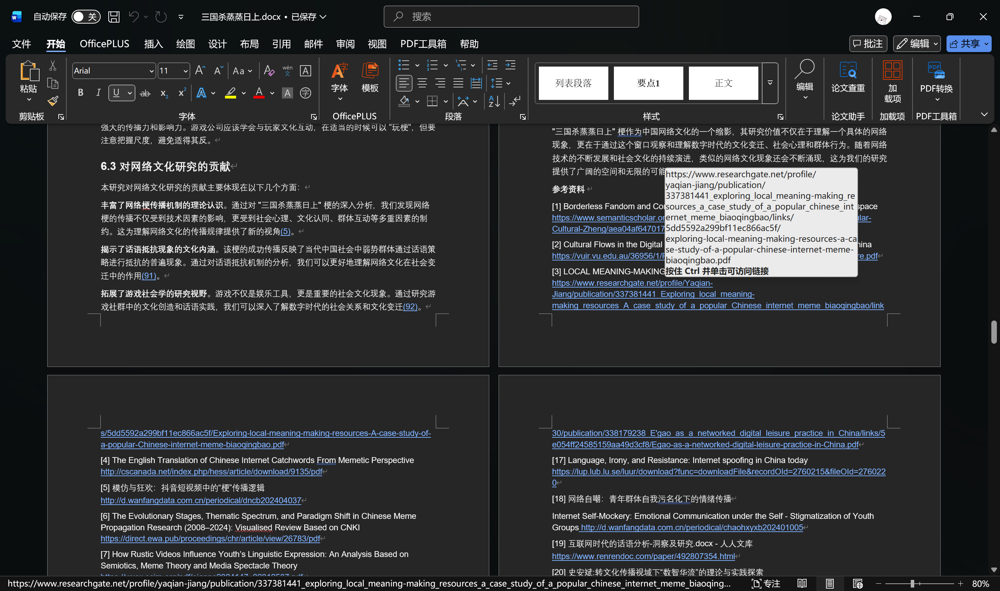 自动保存 关 三国杀蒸蒸日上.docx • 已保存 搜索
文件 开始 OfficePLUS 插入 绘图 设计 布局 引用 邮件 审阅 视图 PDF工具箱 帮助 批注 编辑 共享
粘贴
剪贴板
Arial 11 Aa wén 文 A
B I U ab x₂ x² A A A 字
字体
字体 模板
OfficePLUS
段落
列表段落 要点1 正文
样式
编辑
论文查重
论文助手
加
载项
加载项
PDF转换
PDF工具箱
强大的传播力和影响力。游戏公司应该学会与玩家文化互动，在适当的时候可以 "玩梗"，但要
注意把握尺度，避免适得其反。
6.3 对网络文化研究的贡献
本研究对网络文化研究的贡献主要体现在以下几个方面：
丰富了网络梗传播机制的理论认识。通过对 "三国杀蒸蒸日上" 梗的深入分析，我们发现网络
梗的传播不仅受到技术因素的影响，更受到社会心理、文化认同、群体互动等多重因素的制
约。这为理解网络文化的传播规律提供了新的视角(5)。
揭示了话语抵抗现象的文化内涵。该梗的成功传播反映了当代中国社会中弱势群体通过话语策
略进行抵抗的普遍现象。通过对话语抵抗机制的分析，我们可以更好地理解网络文化在社会变
迁中的作用(91)。
拓展了游戏社会学的研究视野。游戏不仅是娱乐工具，更是重要的社会文化现象。通过研究游
戏社群中的文化创造和话语实践，我们可以深入了解数字时代的社会关系和文化变迁(92)。
"三国杀蒸蒸日上" 梗作为中国网络文化的一个缩影，其研究价值不仅在于理解一个具体的网络
现象，更在于通过这个窗口观察和理解数字时代的文化变迁、社会心理和群体行为。随着网络
技术的不断发展和社会文化的持续演进，类似的网络文化现象还会不断涌现，这为我们的研究
提供了广阔的空间和无限的可能
参考资料
[1] Borderless Fandom and Co space
https://www.semanticscholar.or lar-
Cultural-Zheng/aea04af647017
[2] Cultural Flows in the Digital hina
https://vuir.vu.edu.au/36956/1/ re.pdf
[3] LOCAL MEANING-MAKING
https://www.researchgate.net/profile/Yaqian-
Jiang/publication/337381441_Exploring_local_meaning-
making_resources_A_case_study_of_a_popular_Chinese_internet_meme_biaoqingbao/link
https://www.researchgate.net/profile/
yaqian-jiang/publication/
337381441_exploring_local_meaning-making_re
sources_a_case_study_of_a_popular_chinese_int
ernet_meme_biaoqingbao/links/
5dd5592a299bf11ec866ac5f/
exploring-local-meaning-making-resources-a-ca
se-study-of-a-popular-chinese-internet-meme-
biaoqingbao.pdf
按住 Ctrl 并单击可访问链接
s/5dd5592a299bf11ec866ac5f/Exploring-local-meaning-making-resources-A-case-study-of-
a-popular-Chinese-internet-meme-biaoqingbao.pdf
[4] The English Translation of Chinese Internet Catchwords From Memetic Perspective
http://cscanada.net/index.php/hess/article/download/9135/pdf
[5] 模仿与狂欢：抖音短视频中的“梗”传播逻辑
http://d.wanfangdata.com.cn/periodical/dncb202404037
[6] The Evolutionary Stages, Thematic Spectrum, and Paradigm Shift in Chinese Meme
Propagation Research (2008–2024): Visualised Review Based on CNKI
https://direct.ewa.pub/proceedings/chr/article/view/26783/pdf
[7] How Rustic Videos Influence Youth’s Linguistic Expression: An Analysis Based on
Semiotics, Meme Theory and Media Spectacle Theory
30/publication/338179238_E'gao_as_a_networked_digital_leisure_practice_in_China/links/5
e054ff24585159aa49d3cf8/Egao-as-a-networked-digital-leisure-practice-in-China.pdf
[17] Language, Irony, and Resistance: Internet spoofing in China today
https://lup.lub.lu.se/luur/download?func=downloadFile&recordOId=2760215&fileOId=276022
0
[18] 网络自嘲：青年群体自我污名化下的情绪传播
Internet Self-Mockery: Emotional Communication under the Self - Stigmatization of Youth
Groups http://d.wanfangdata.com.cn/periodical/chaohxyxb202401005
[19] 互联网时代的话语分析-洞察及研究.docx - 人人文库
https://www.renrendoc.com/paper/492807354.html
[20] 史安斌:转文化传播视域下“数智华流”的理论与实践探索
https://www.researchgate.net/profile/yaqian-jiang/publication/337381441_exploring_local_meaning-making_resources_a_case_study_of_a_popular_chinese_internet_meme_biaoqing... 专注 80%